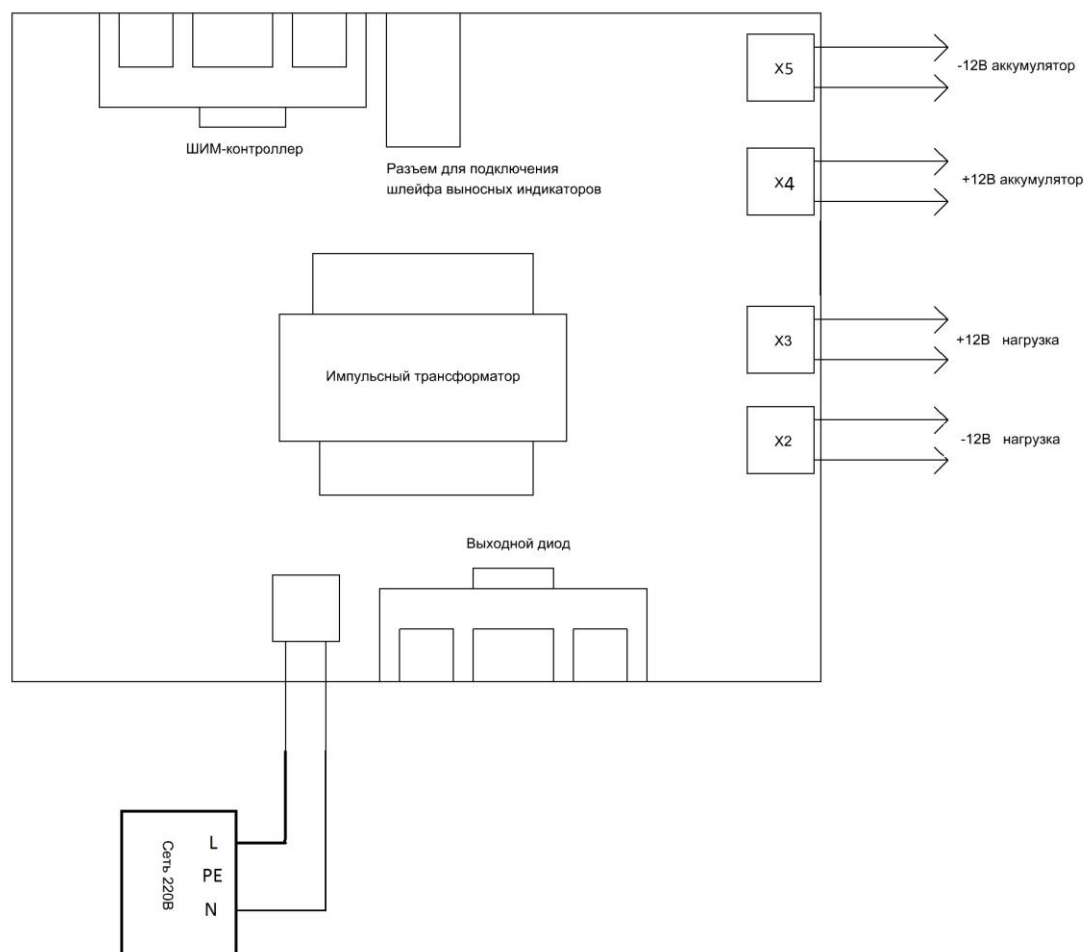 X5
-12В аккумулятор
ШИМ-контроллер
Разъем для подключения
шлейфа выносных индикаторов
X4
+12В аккумулятор
X3
+12В нагрузка
Импульсный трансформатор
X2
-12В нагрузка
Выходной диод
Сеть 220В
L
PE
N